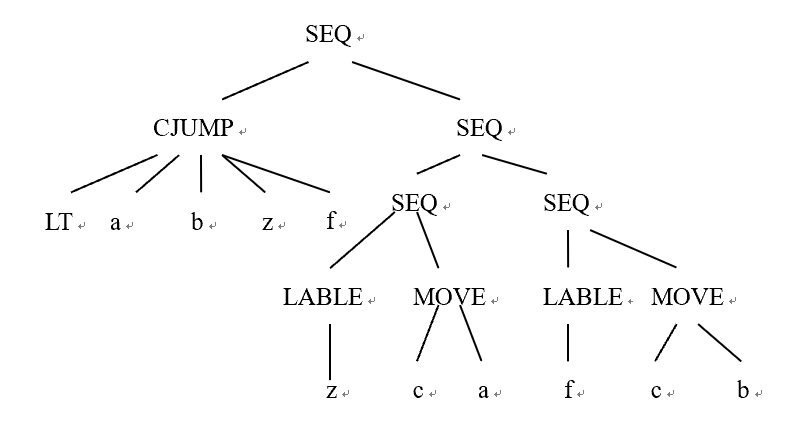 SEQ
CJUMP SEQ
LT a b z f SEQ SEQ
LABLE MOVE LABLE MOVE
z c a f c b